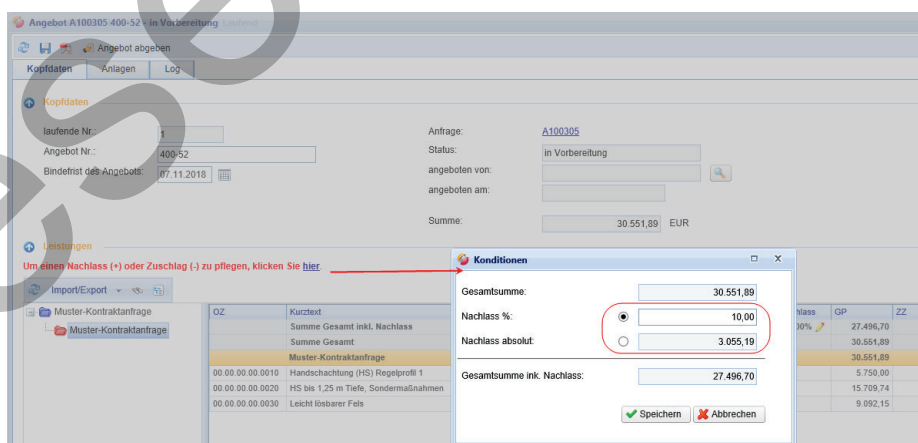 Angebot A100305 400-52 - in Vorbereitung Laufend
Angebot abgeben
Kopfdaten Anlagen Log
Kopfdaten
laufende Nr.: 1
Angebot Nr.: 400-52
Bindefrist des Angebots: 07.11.2018
Anfrage: A100305
Status: in Vorbereitung
angeboten von:
angeboten am:
Summe: 30.551,89 EUR
Leistungen
Um einen Nachlass (+) oder Zuschlag (-) zu pflegen, klicken Sie hier.
Import/Export
Muster-Kontraktanfrage
Muster-Kontraktanfrage
OZ Kurztext GP ZZ
Summe Gesamt inkl. Nachlass 27.496,70
Summe Gesamt 30.551,89
Muster-Kontraktanfrage 30.551,89
00.00.00.00.0010 Handschachtung (HS) Regelprofil 1 5.750,00
00.00.00.00.0020 HS bis 1,25 m Tiefe, Sondermaßnahmen 15.709,74
00.00.00.00.0030 Leicht lösbarer Fels 9.092,15
Konditionen
Gesamtsumme: 30.551,89
Nachlass %: 10,00
Nachlass absolut: 3.055,19
Gesamtsumme ink. Nachlass: 27.496,70
Speichern Abbrechen